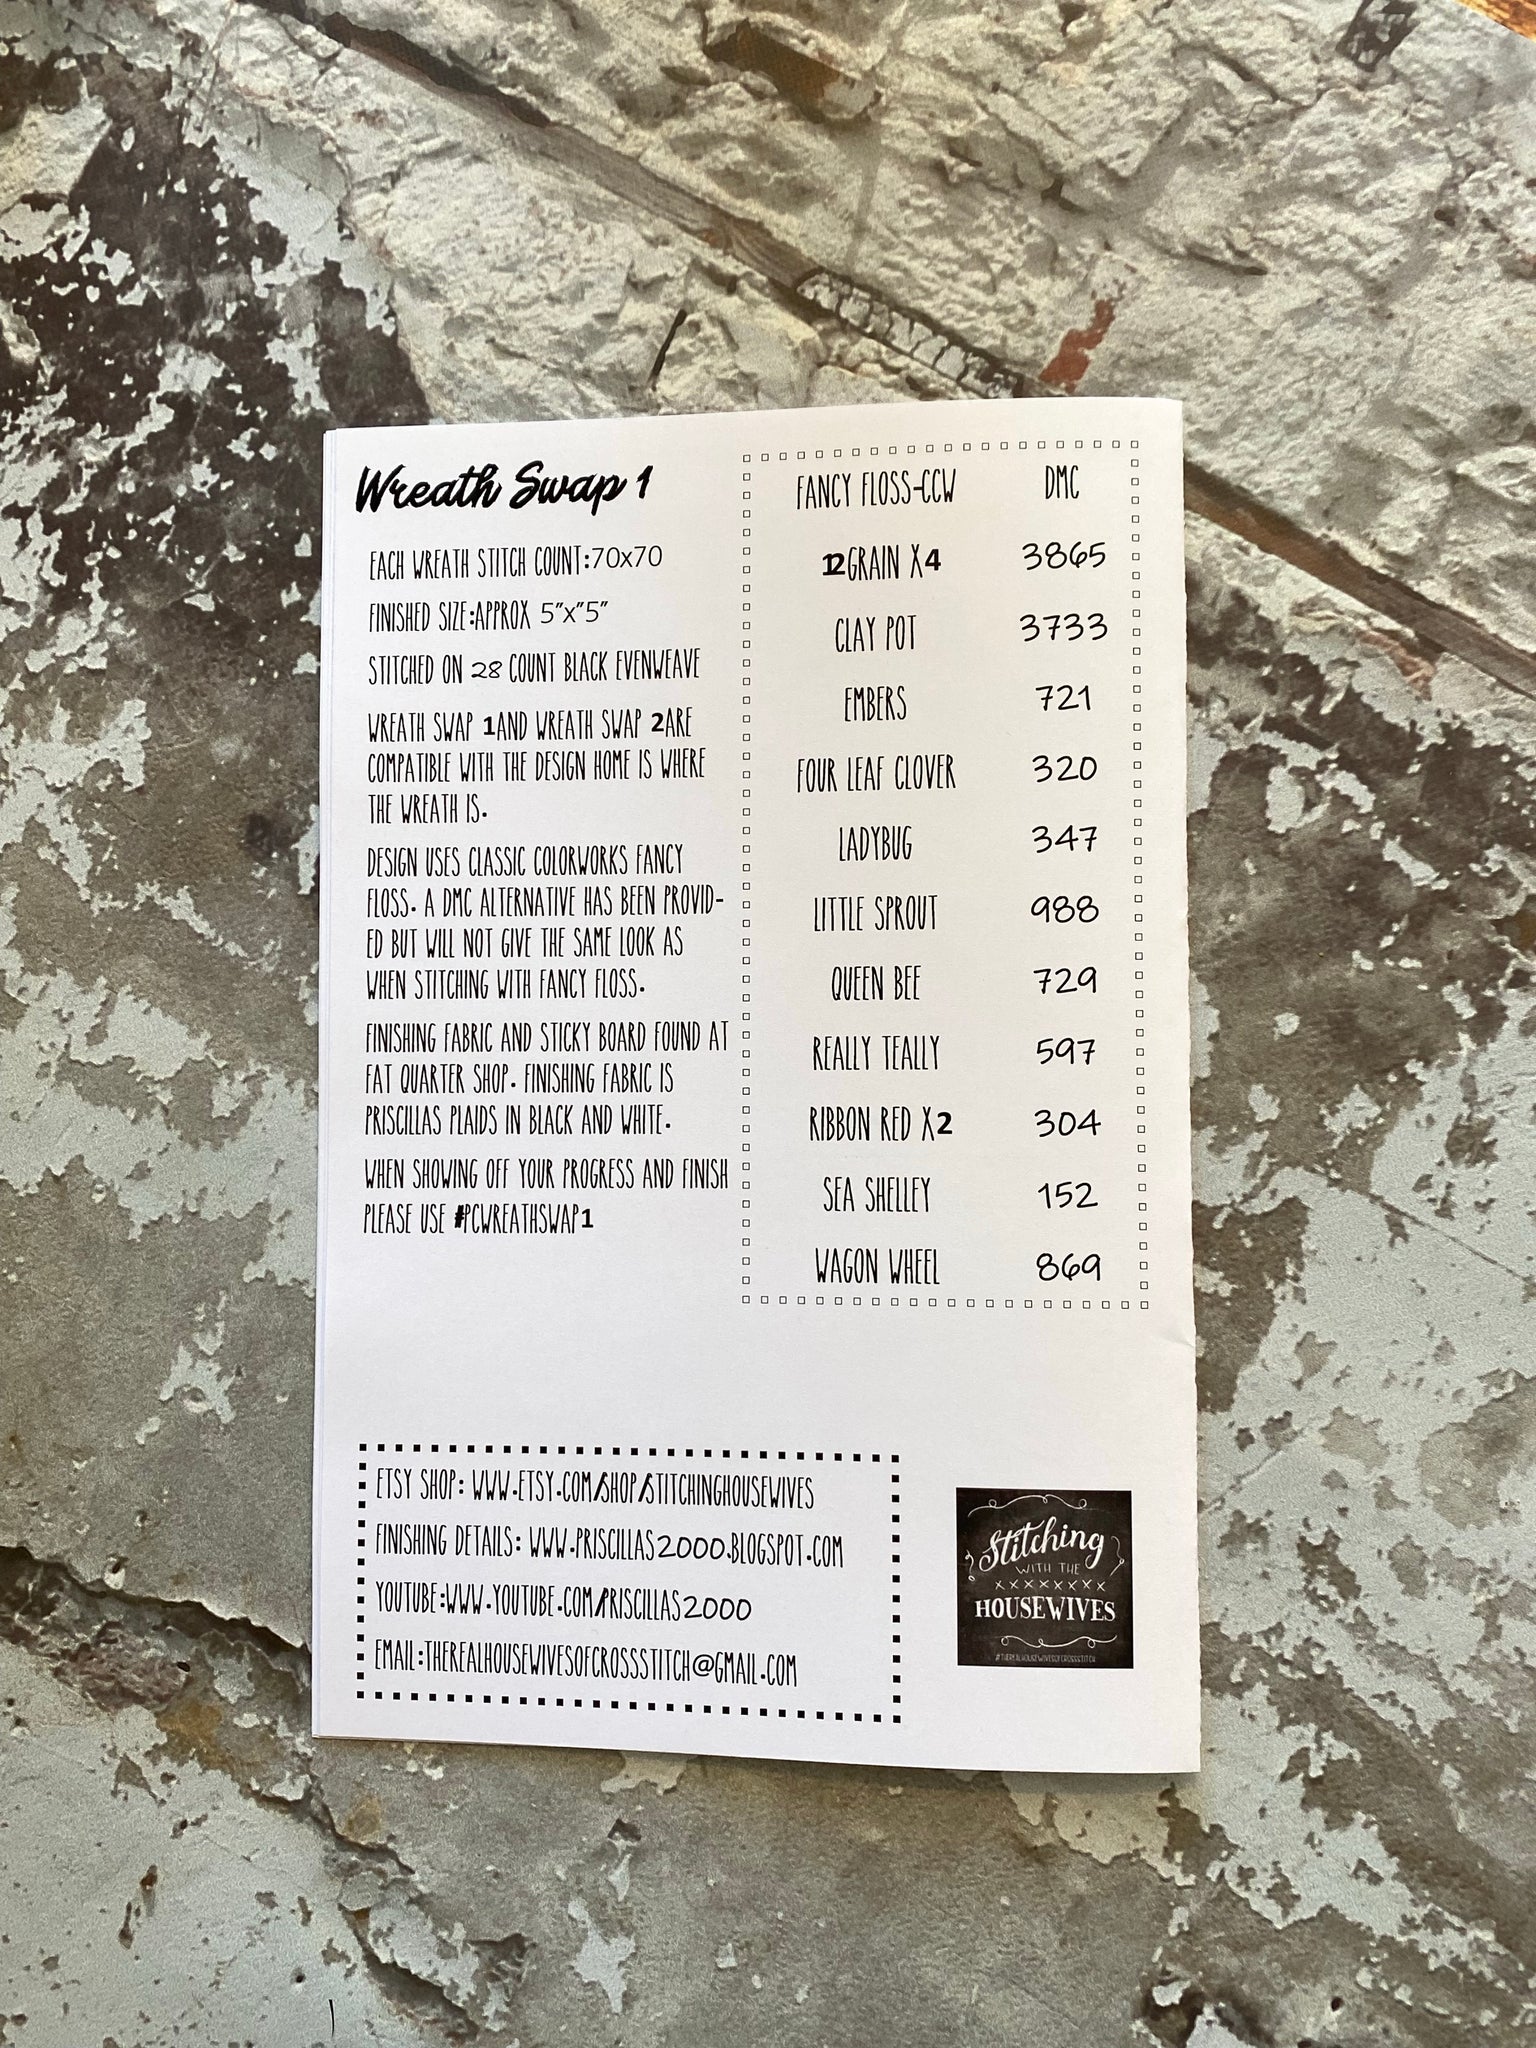 Wreath Swap 1
EACH WREATH STITCH COUNT:70x70
FINISHED SIZE:APPROX 5"x"5"
STITCHED ON 28 COUNT BLACK EVENWEAVE
WREATH SWAP 1AND WREATH SWAP 2ARE
COMPATIBLE WITH THE DESIGN HOME IS WHERE
THE WREATH IS.
DESIGN USES CLASSIC COLORWORKS FANCY
FLOSS. A DMC ALTERNATIVE HAS BEEN PROVID-
ED BUT WILL NOT GIVE THE SAME LOOK AS
WHEN STITCHING WITH FANCY FLOSS.
FINISHING FABRIC AND STICKY BOARD FOUND AT
FAT QUARTER SHOP. FINISHING FABRIC IS
PRISCILLAS PLAIDS IN BLACK AND WHITE.
WHEN SHOWING OFF YOUR PROGRESS AND FINISH
PLEASE USE #PCWREATHSWAP1
FANCY FLOSS-CCW DMC
12GRAIN X4 3865
CLAY POT 3733
EMBERS 721
FOUR LEAF CLOVER 320
LADYBUG 347
LITTLE SPROUT 988
QUEEN BEE 729
REALLY TEALLY 597
RIBBON RED X2 304
SEA SHELLEY 152
WAGON WHEEL 869
ETSY SHOP: WWW.ETSY.COM/SHOP/STITCHINGHOUSEWIVES
FINISHING DETAILS: WWW.PRISCILLAS2000.BLOGSPOT.COM
YOUTUBE:WWW.YOUTUBE.COM/PRISCILLAS2000
EMAIL:THEREALHOUSEWIVESOFCROSSSTITCH@GMAIL.COM
Stitching
WITH THE
XXXXXXXX
HOUSEWIVES
#THEREALHOUSEWIVESOFCROSSSTITCH